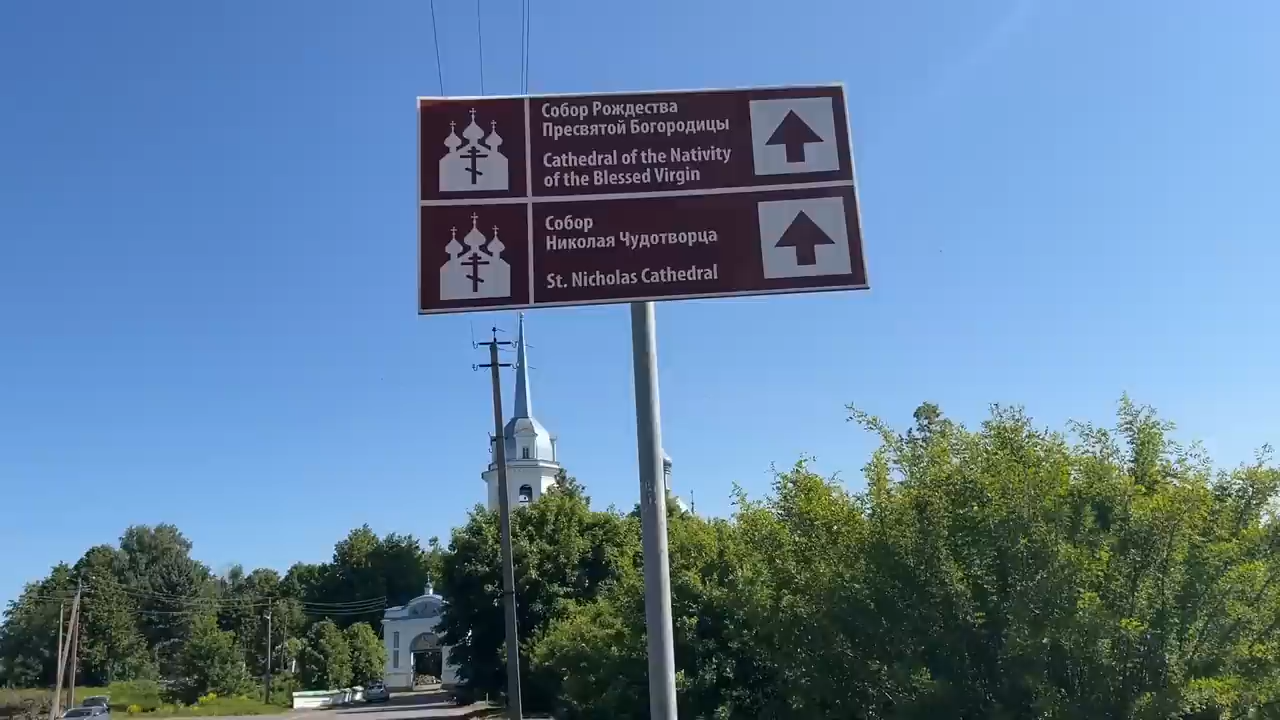 Собор Рождества
Пресвятой Богородицы
Cathedral of the Nativity
of the Blessed Virgin
Собор
Николая Чудотворца
St. Nicholas Cathedral